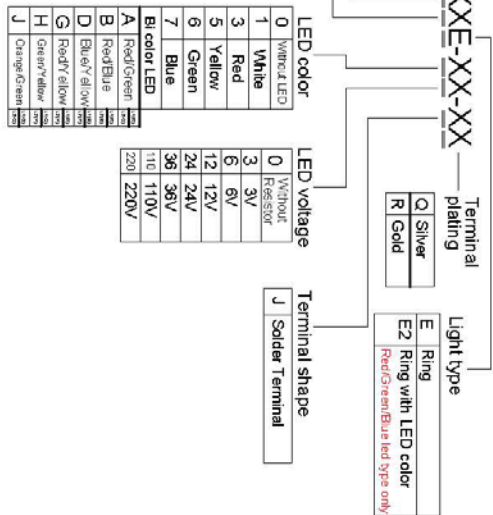 XXE-XX-XX
Terminal
plating
Q Silver
R Gold
Light type
E Ring
E2 Ring with LED color
Red/Green/Blue led type only
LED color
0 Without LED
1 White
3 Red
5 Yellow
6 Green
7 Blue
Bi color LED
A Red/Green
B Red/Blue
D Blue/Yellow
G Red/Yellow
H Green/Yellow
J Orange/Green
LED voltage
0 Without Resistor
3 3V
6 6V
12 12V
24 24V
36 36V
110 110V
220 220V
Terminal shape
J Solder Terminal